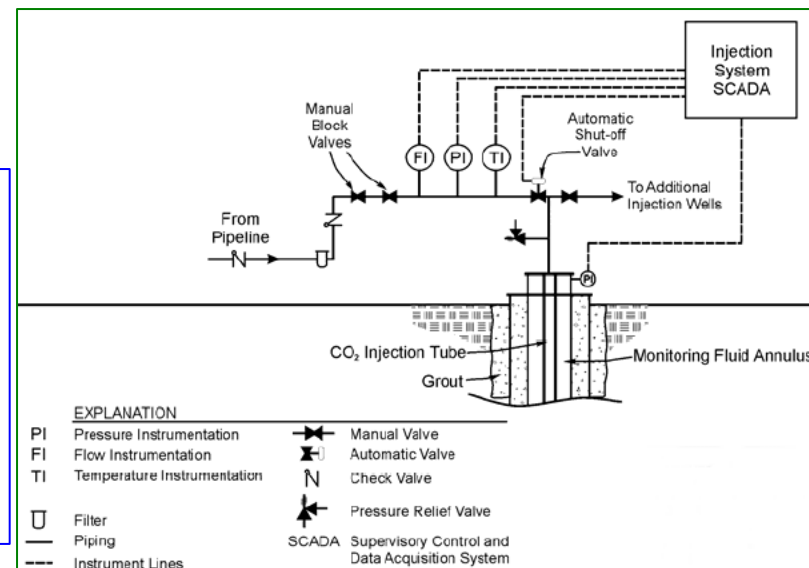 Injection
System
SCADA
Manual
Block
Valves
Automatic
Shut-off
Valve
FI
PI
TI
To Additional
Injection Wells
From
Pipeline
PI
CO₂ Injection Tube
Monitoring Fluid Annulus
Grout
EXPLANATION
PI Pressure Instrumentation Manual Valve
FI Flow Instrumentation Automatic Valve
TI Temperature Instrumentation Check Valve
Filter Pressure Relief Valve
Piping SCADA Supervisory Control and
Instrument Lines Data Acquisition System